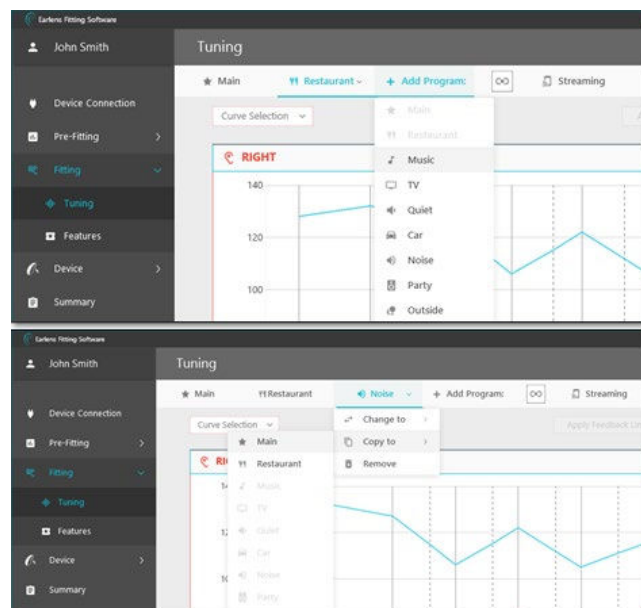 Earlens Fitting Software
John Smith
Tuning
Main
Restaurant
+ Add Program:
Streaming
Device Connection
Curve Selection
Pre-Fitting
Main
Restaurant
RIGHT
Music
Fitting
140
TV
Tuning
Quiet
Features
120
Car
Noise
Device
Party
100
Summary
Outside
Earlens Fitting Software
John Smith
Tuning
Main
Restaurant
Noise
+ Add Program:
Streaming
Device Connection
Curve Selection
Change to
Apply Feedback
Pre-Fitting
Main
Copy to
Restaurant
Remove
Fitting
Music
Tuning
TV
Features
Quiet
Car
Device
Noise
Summary
Party